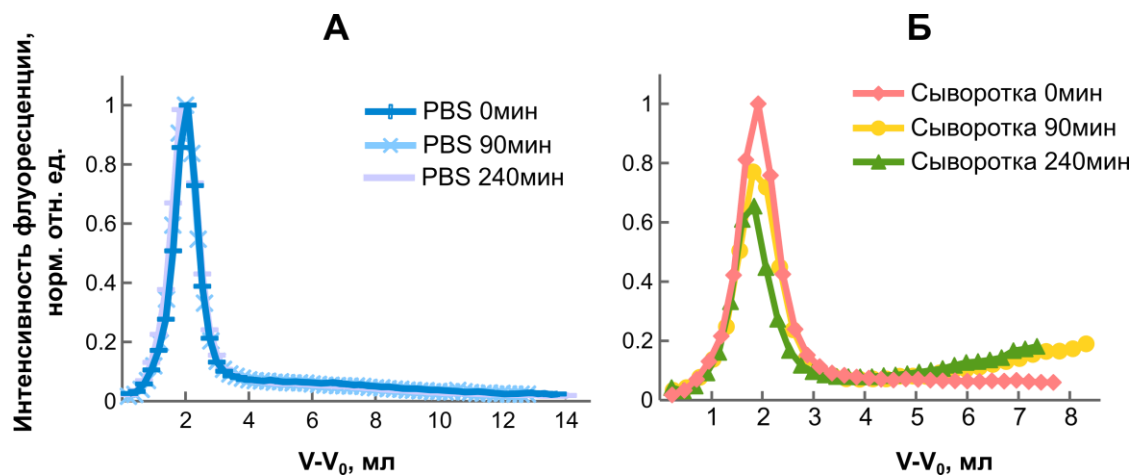 А
Интенсивность флуоресценции,
норм. отн. ед.
1
0.8
0.6
0.4
0.2
0
2
4
6
8
10
12
14
V-V₀, мл
PBS 0мин
PBS 90мин
PBS 240мин
Б
1
0.8
0.6
0.4
0.2
0
1
2
3
4
5
6
7
8
V-V₀, мл
Сыворотка 0мин
Сыворотка 90мин
Сыворотка 240мин